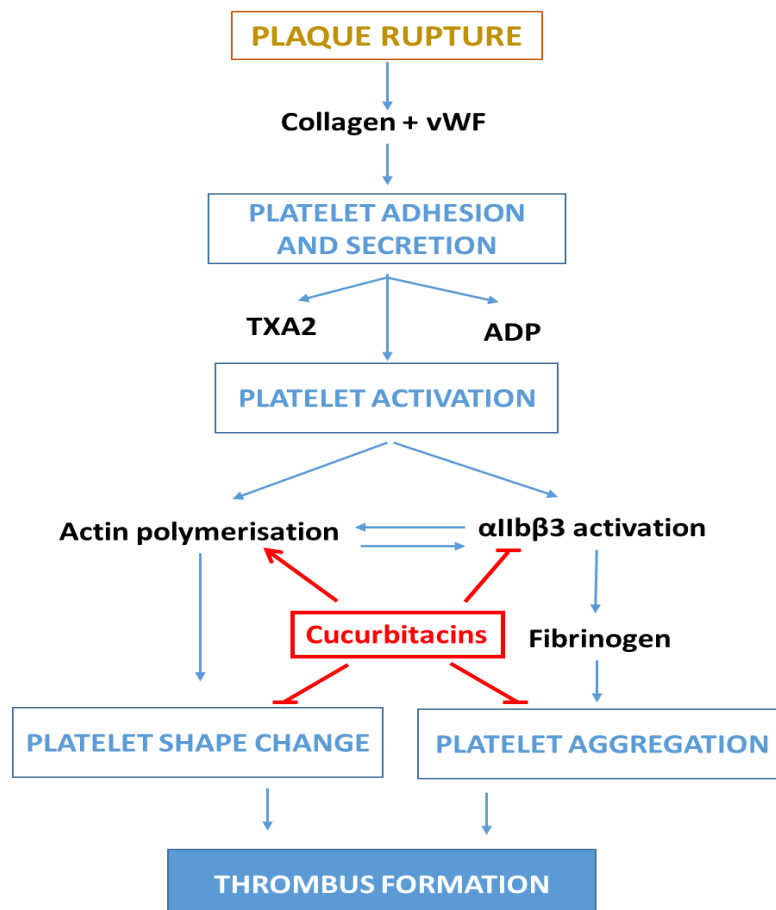 PLAQUE RUPTURE
Collagen + vWF
PLATELET ADHESION
AND SECRETION
TXA2
ADP
PLATELET ACTIVATION
Actin polymerisation
αIIbβ3 activation
Cucurbitacins
Fibrinogen
PLATELET SHAPE CHANGE
PLATELET AGGREGATION
THROMBUS FORMATION